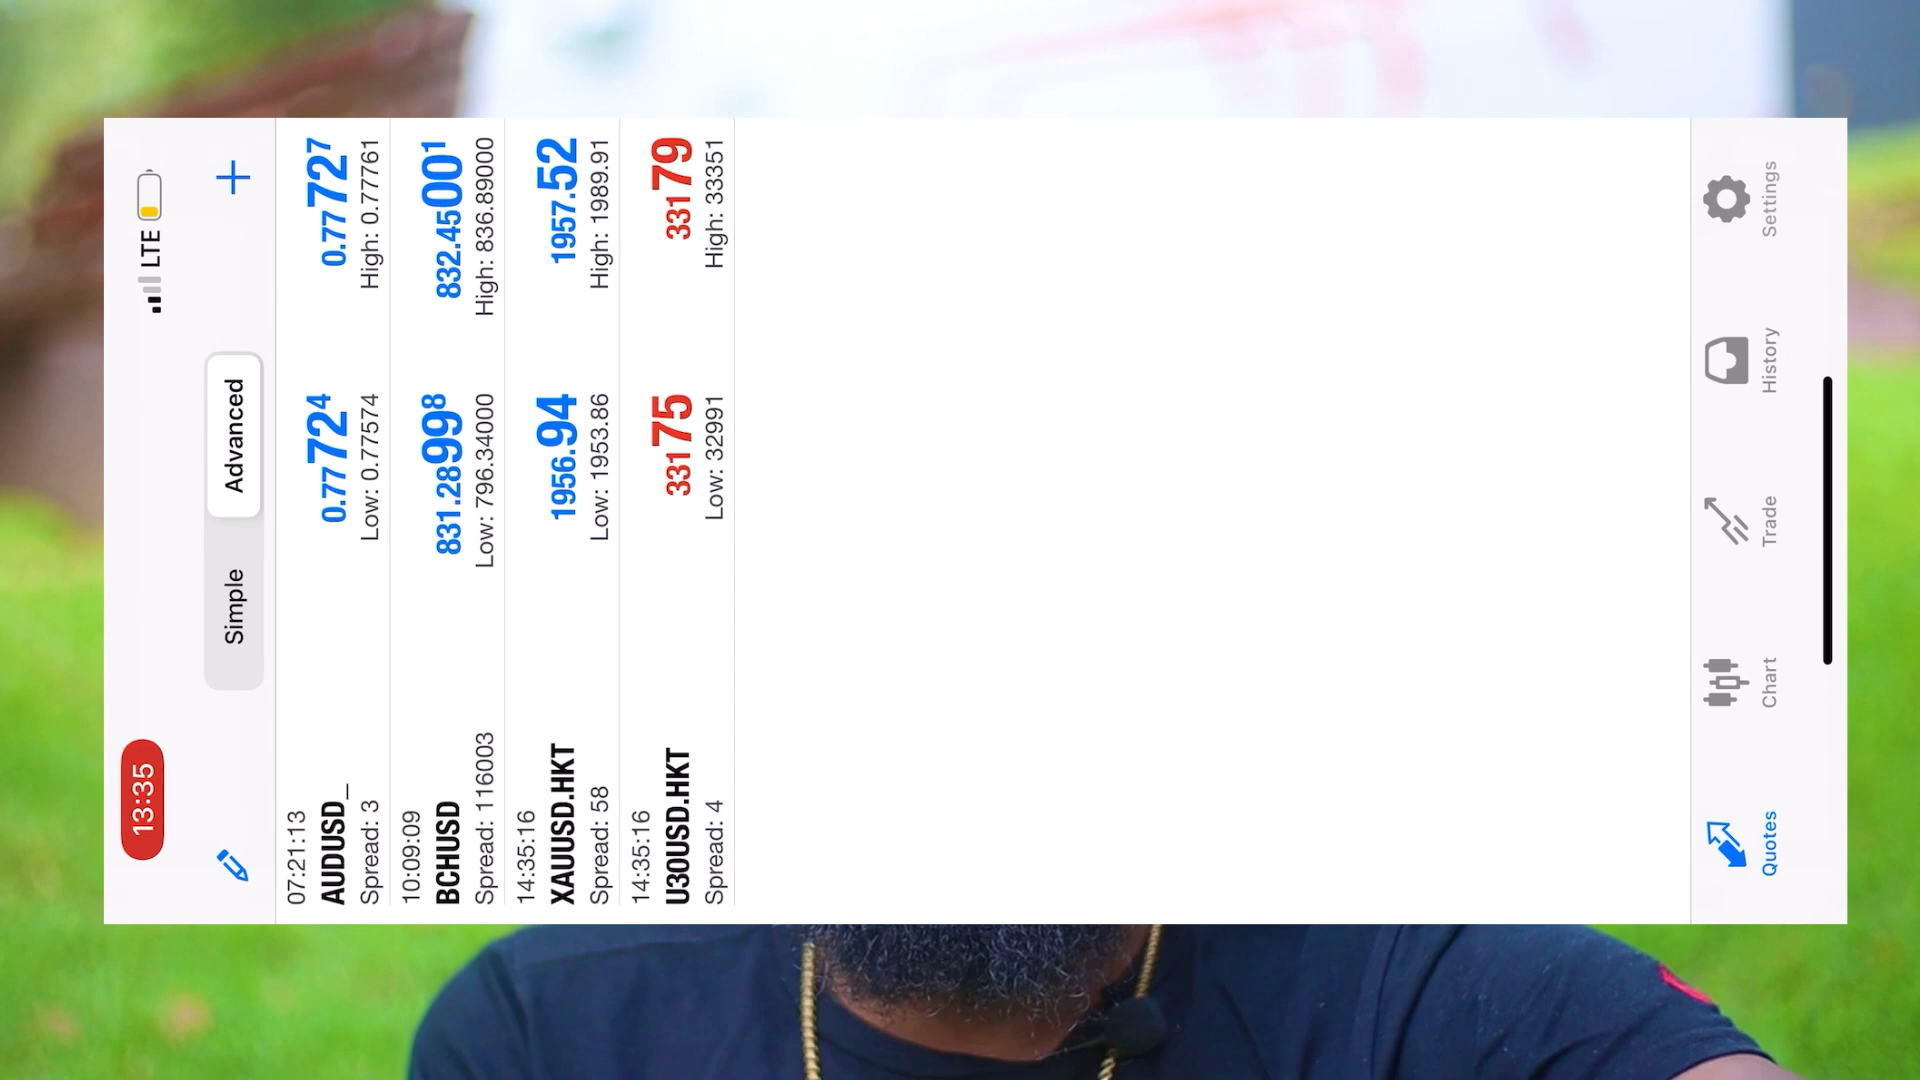 13:35
LTE
Simple
Advanced
+
07:21:13
AUDUSD_
Spread: 3
0.77724
Low: 0.77574
0.77727
High: 0.77761
10:09:09
BCHUSD
Spread: 116003
831.28998
Low: 796.34000
832.45001
High: 836.89000
14:35:16
XAUUSD.HKT
Spread: 58
1956.94
Low: 1953.86
1957.52
High: 1989.91
14:35:16
U30USD.HKT
Spread: 4
33175
Low: 32991
33179
High: 33351
Quotes
Chart
Trade
History
Settings